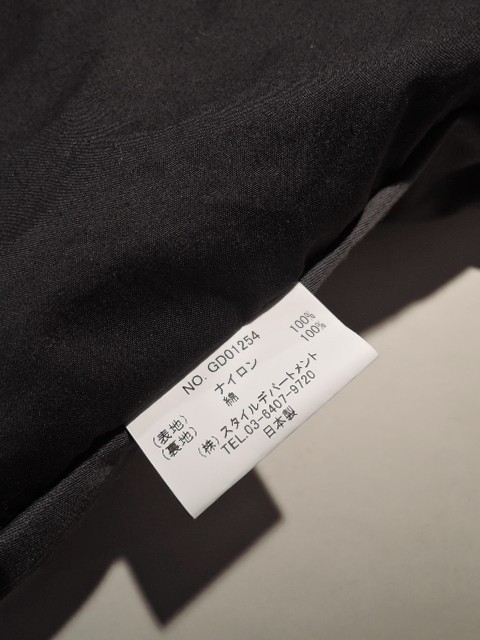 NO. GD01254
(表地) ナイロン 100%
(裏地) 綿 100%
(株)スタイルデパートメント
TEL.03-6407-9720
日本製